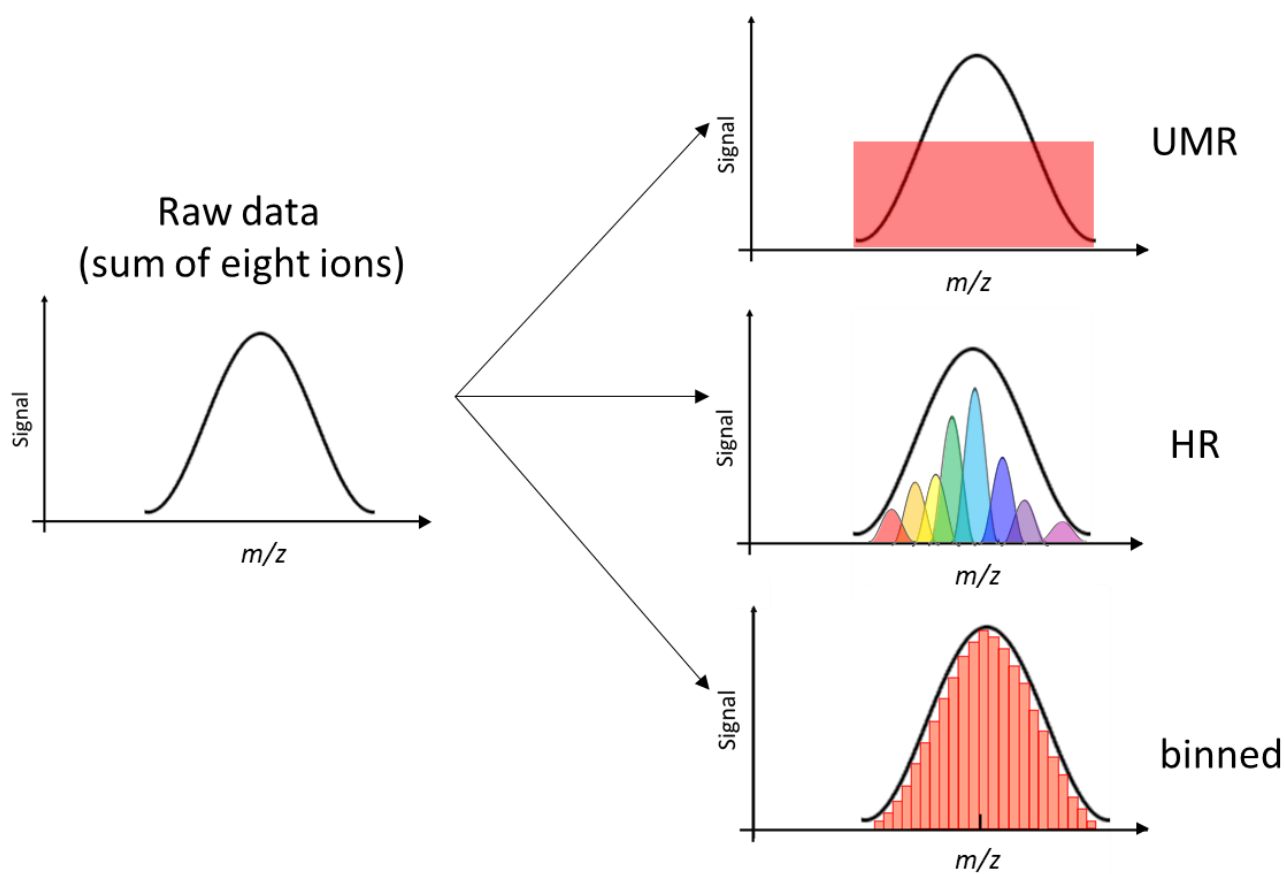 Raw data
(sum of eight ions)
Signal
m/z
Signal
m/z
UMR
Signal
m/z
HR
Signal
m/z
binned